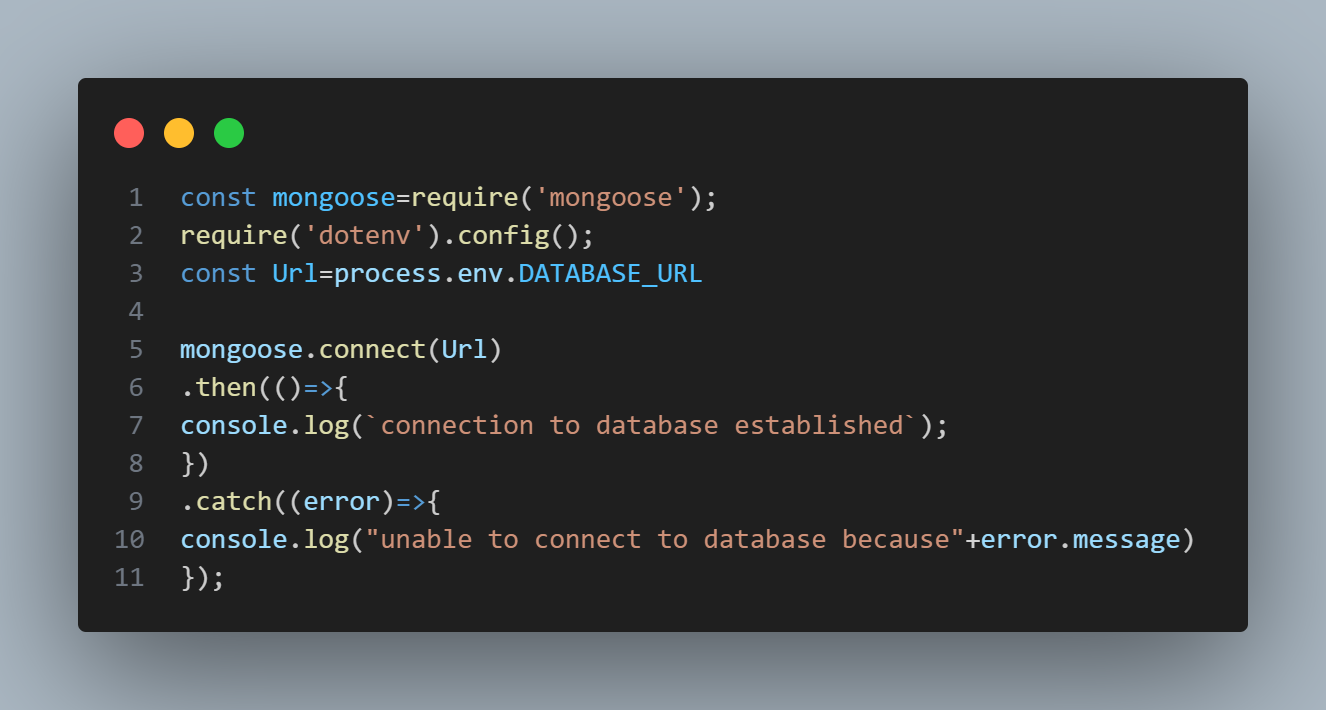 1 const mongoose=require('mongoose');
2 require('dotenv').config();
3 const Url=process.env.DATABASE_URL
4
5 mongoose.connect(Url)
6 .then(()=>{
7 console.log(`connection to database established`);
8 })
9 .catch((error)=>{
10 console.log("unable to connect to database because"+error.message)
11 });